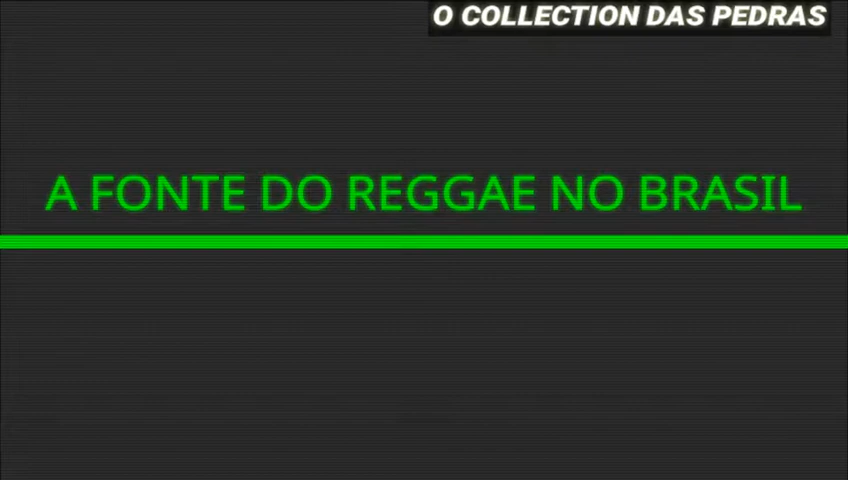 O COLLECTION DAS PEDRAS
A FONTE DO REGGAE NO BRASIL